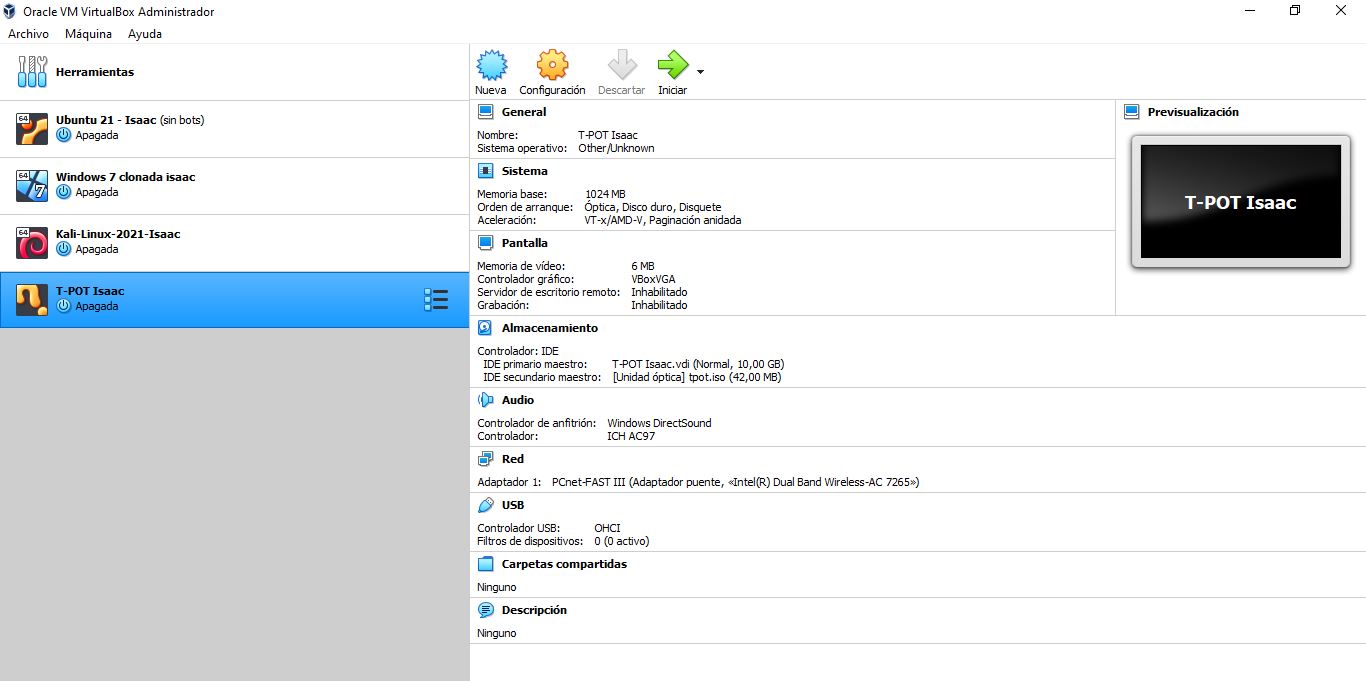 Oracle VM VirtualBox Administrador
Archivo Máquina Ayuda
Herramientas
64
Ubuntu 21 - Isaac (sin bots)
Apagada
64
7
Windows 7 clonada isaac
Apagada
64
Kali-Linux-2021-Isaac
Apagada
T-POT Isaac
Apagada
Nueva Configuración Descartar Iniciar
General
Nombre: T-POT Isaac
Sistema operativo: Other/Unknown
Sistema
Memoria base: 1024 MB
Orden de arranque: Óptica, Disco duro, Disquete
Aceleración: VT-x/AMD-V, Paginación anidada
Pantalla
Memoria de vídeo: 6 MB
Controlador gráfico: VBoxVGA
Servidor de escritorio remoto: Inhabilitado
Grabación: Inhabilitado
Previsualización
T-POT Isaac
Almacenamiento
Controlador: IDE
IDE primario maestro: T-POT Isaac.vdi (Normal, 10,00 GB)
IDE secundario maestro: [Unidad óptica] tpot.iso (42,00 MB)
Audio
Controlador de anfitrión: Windows DirectSound
Controlador: ICH AC97
Red
Adaptador 1: PCnet-FAST III (Adaptador puente, «Intel(R) Dual Band Wireless-AC 7265»)
USB
Controlador USB: OHCI
Filtros de dispositivos: 0 (0 activo)
Carpetas compartidas
Ninguno
Descripción
Ninguno